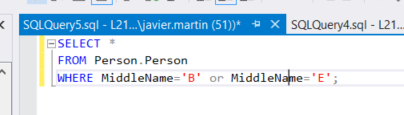 SQLQuery5.sql - L21...\javier.martin (51))* SQLQuery4.sql - L21...
SELECT *
FROM Person.Person
WHERE MiddleName='B' or MiddleName='E';